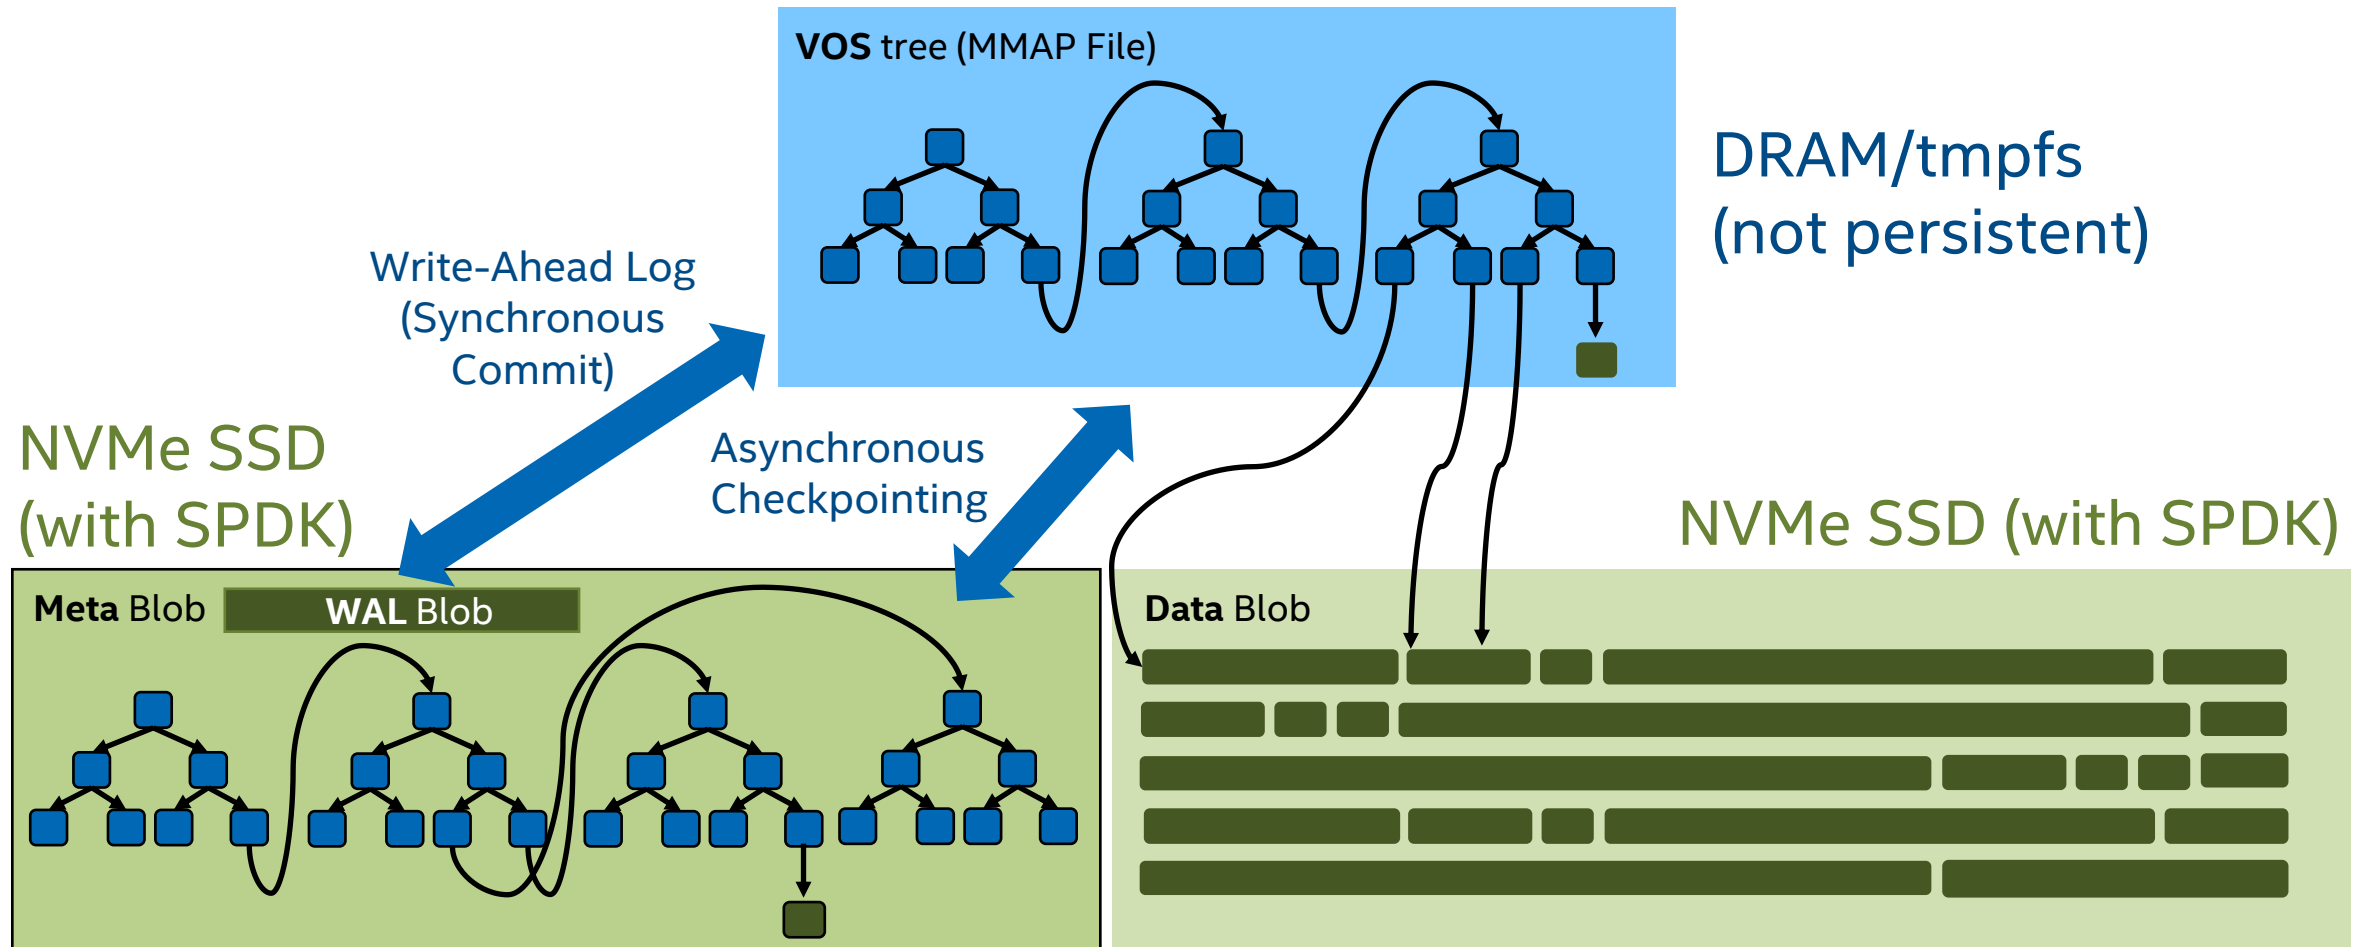 VOS tree (MMAP File)
DRAM/tmpfs
(not persistent)
Write-Ahead Log
(Synchronous
Commit)
NVMe SSD
(with SPDK)
Asynchronous
Checkpointing
NVMe SSD (with SPDK)
Meta Blob
WAL Blob
Data Blob